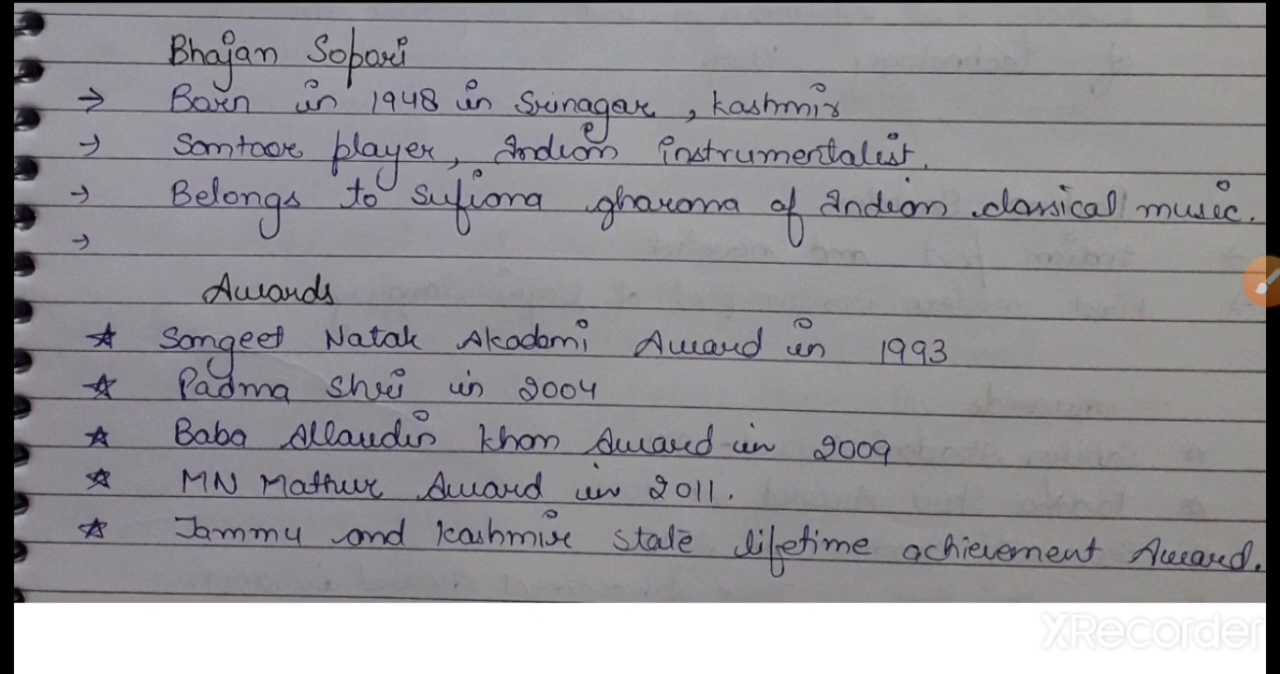 Bhajan Sopori
→ Born in 1948 in Srinagar, Kashmir
→ Santoor player, Indian instrumentalist.
→ Belongs to Sufiana gharana of Indian classical music.
→
Awards
☆ Sangeet Natak Akademi Award in 1993
☆ Padma Shri in 2004
☆ Baba Allaudin Khan Award in 2009
☆ MN Mathur Award in 2011.
☆ Jammu and Kashmir state lifetime achievement Award.
XRecorder